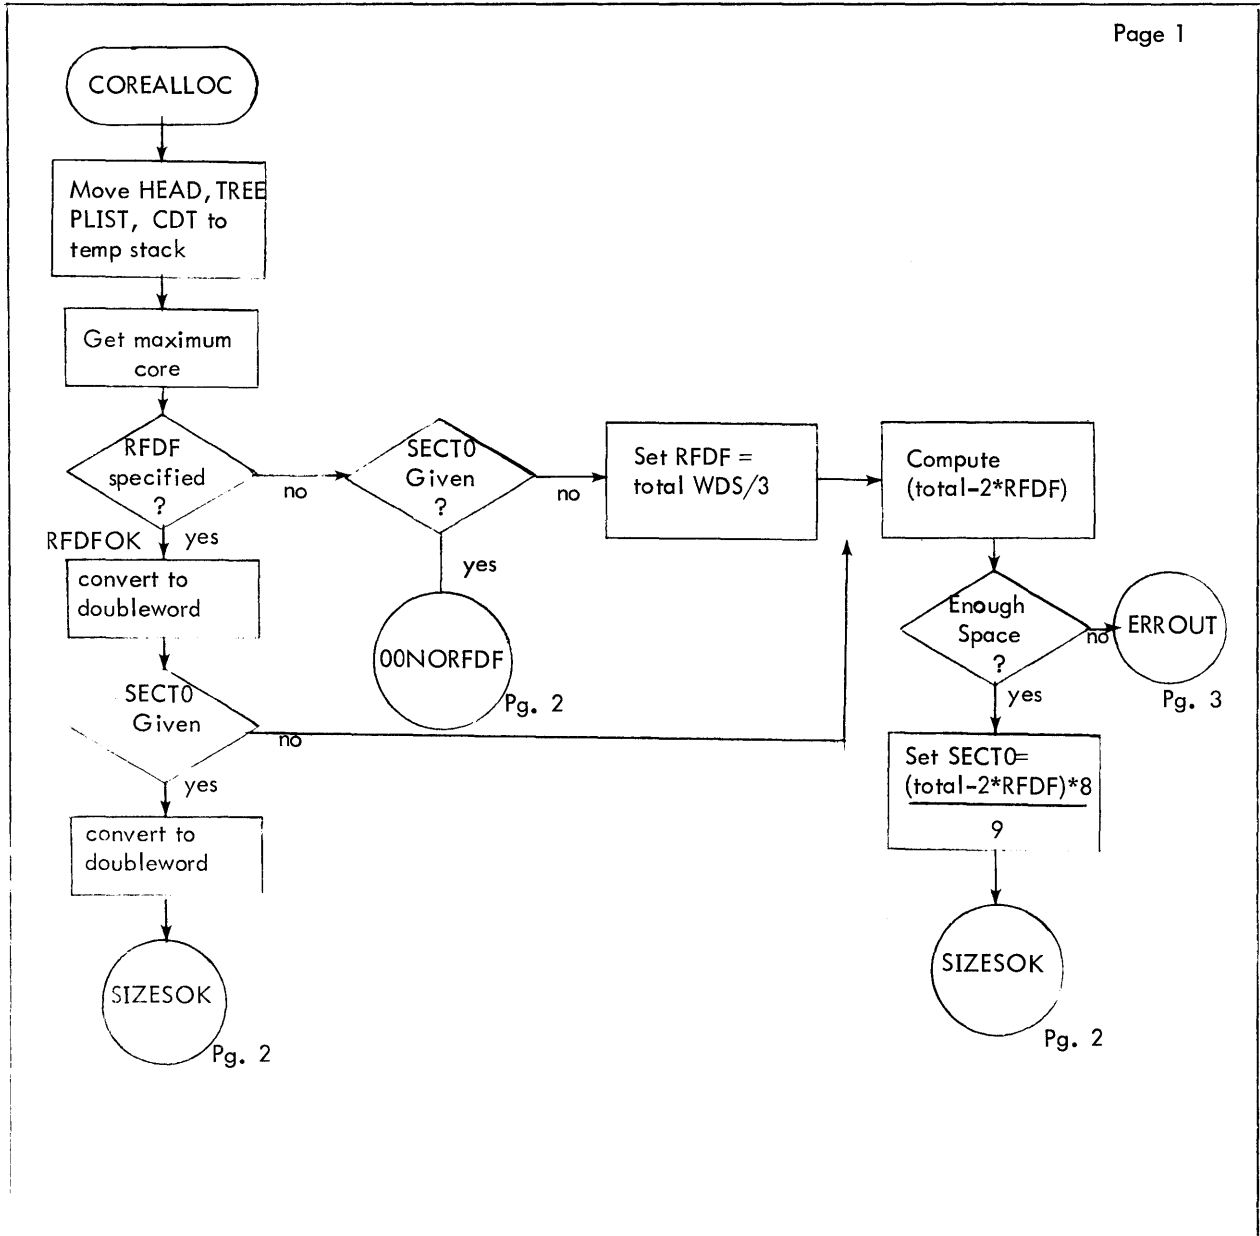 Page 1
COREALLOC
Move HEAD, TREE
PLIST, CDT to
temp stack
Get maximum
core
RFDF
specified
?
no
yes
RFDFOK
convert to
doubleword
SECT0
Given
no
yes
convert to
doubleword
SIZESOK
Pg. 2
SECT0
Given
?
no
yes
00NORFDF
Pg. 2
Set RFDF =
total WDS/3
Compute
(total-2*RFDF)
Enough
Space
?
no
ERROUT
Pg. 3
yes
Set SECT0=
(total-2*RFDF)*8
9
SIZESOK
Pg. 2